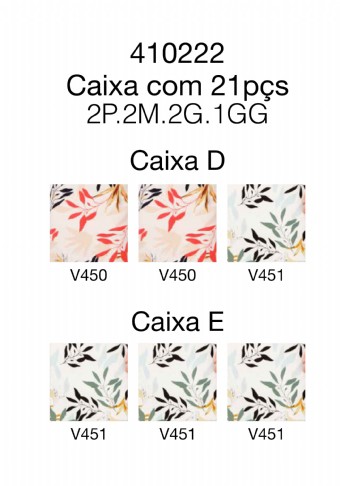 410222
Caixa com 21pçs
2P.2M.2G.1GG
Caixa D
V450 V450 V451
Caixa E
V451 V451 V451